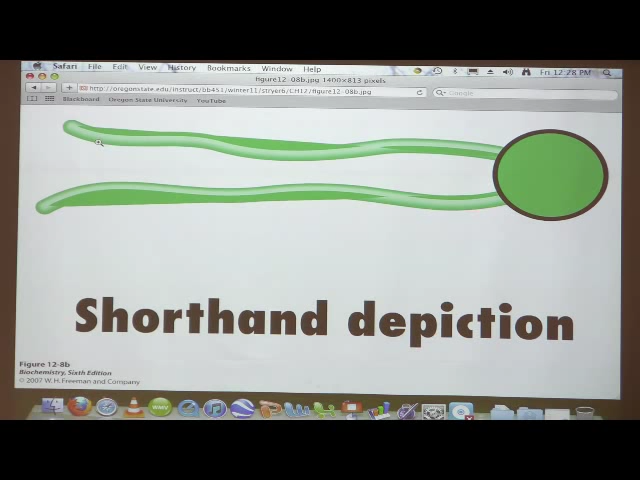 Safari File Edit View History Bookmarks Window Help Fri 12:28 PM
figure12-08b.jpg 1400×813 pixels
http://oregonstate.edu/instruct/bb451/winter11/stryer6/CH12/figure12-08b.jpg Google
Blackboard Oregon State University YouTube
Shorthand depiction
Figure 12-8b
Biochemistry, Sixth Edition
© 2007 W. H. Freeman and Company
WMV